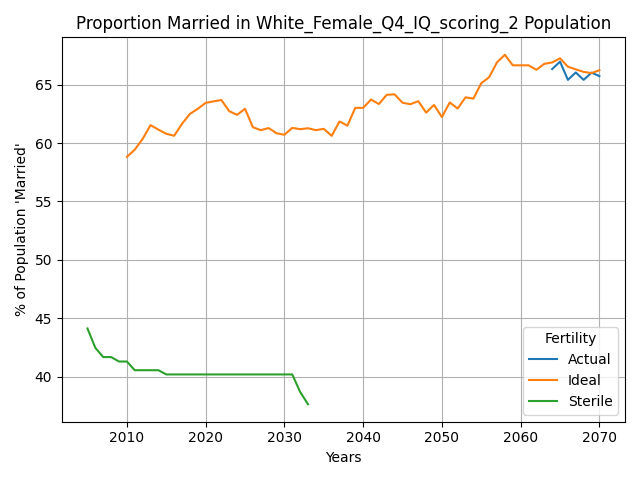 Proportion Married in White_Female_Q4_IQ_scoring_2 Population
% of Population 'Married'
65
60
55
50
45
40
Fertility
Actual
Ideal
Sterile
2010 2020 2030 2040 2050 2060 2070
Years